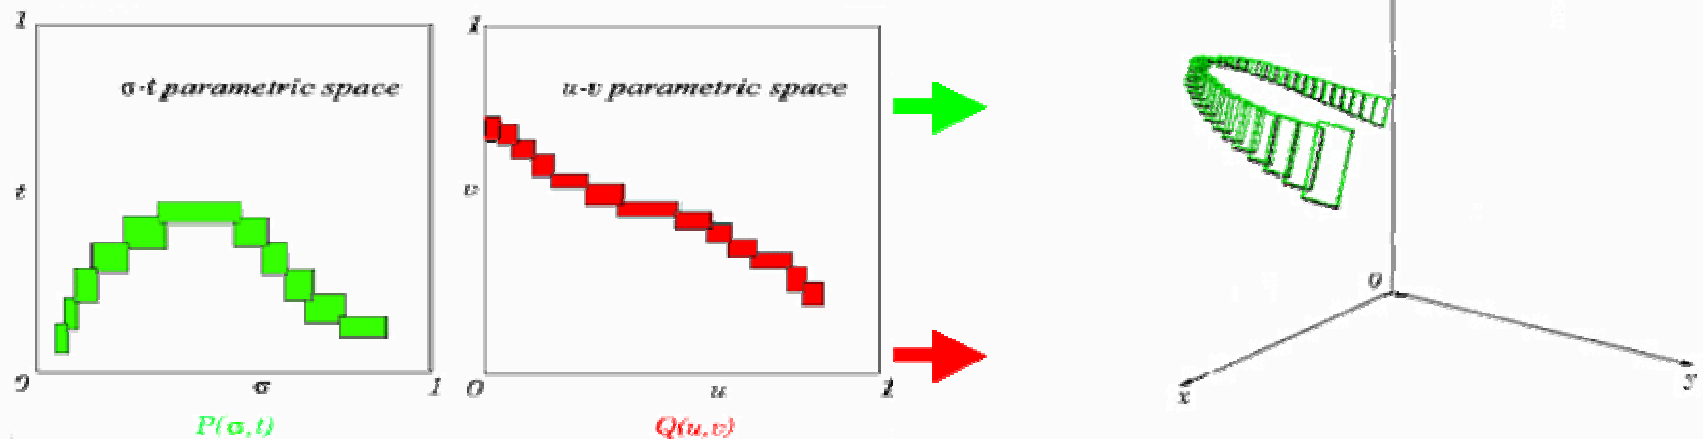 1
σ-t parametric space
t
0
σ
1
P(σ,t)
1
u-v parametric space
v
0
u
1
Q(u,v)
0
x
y